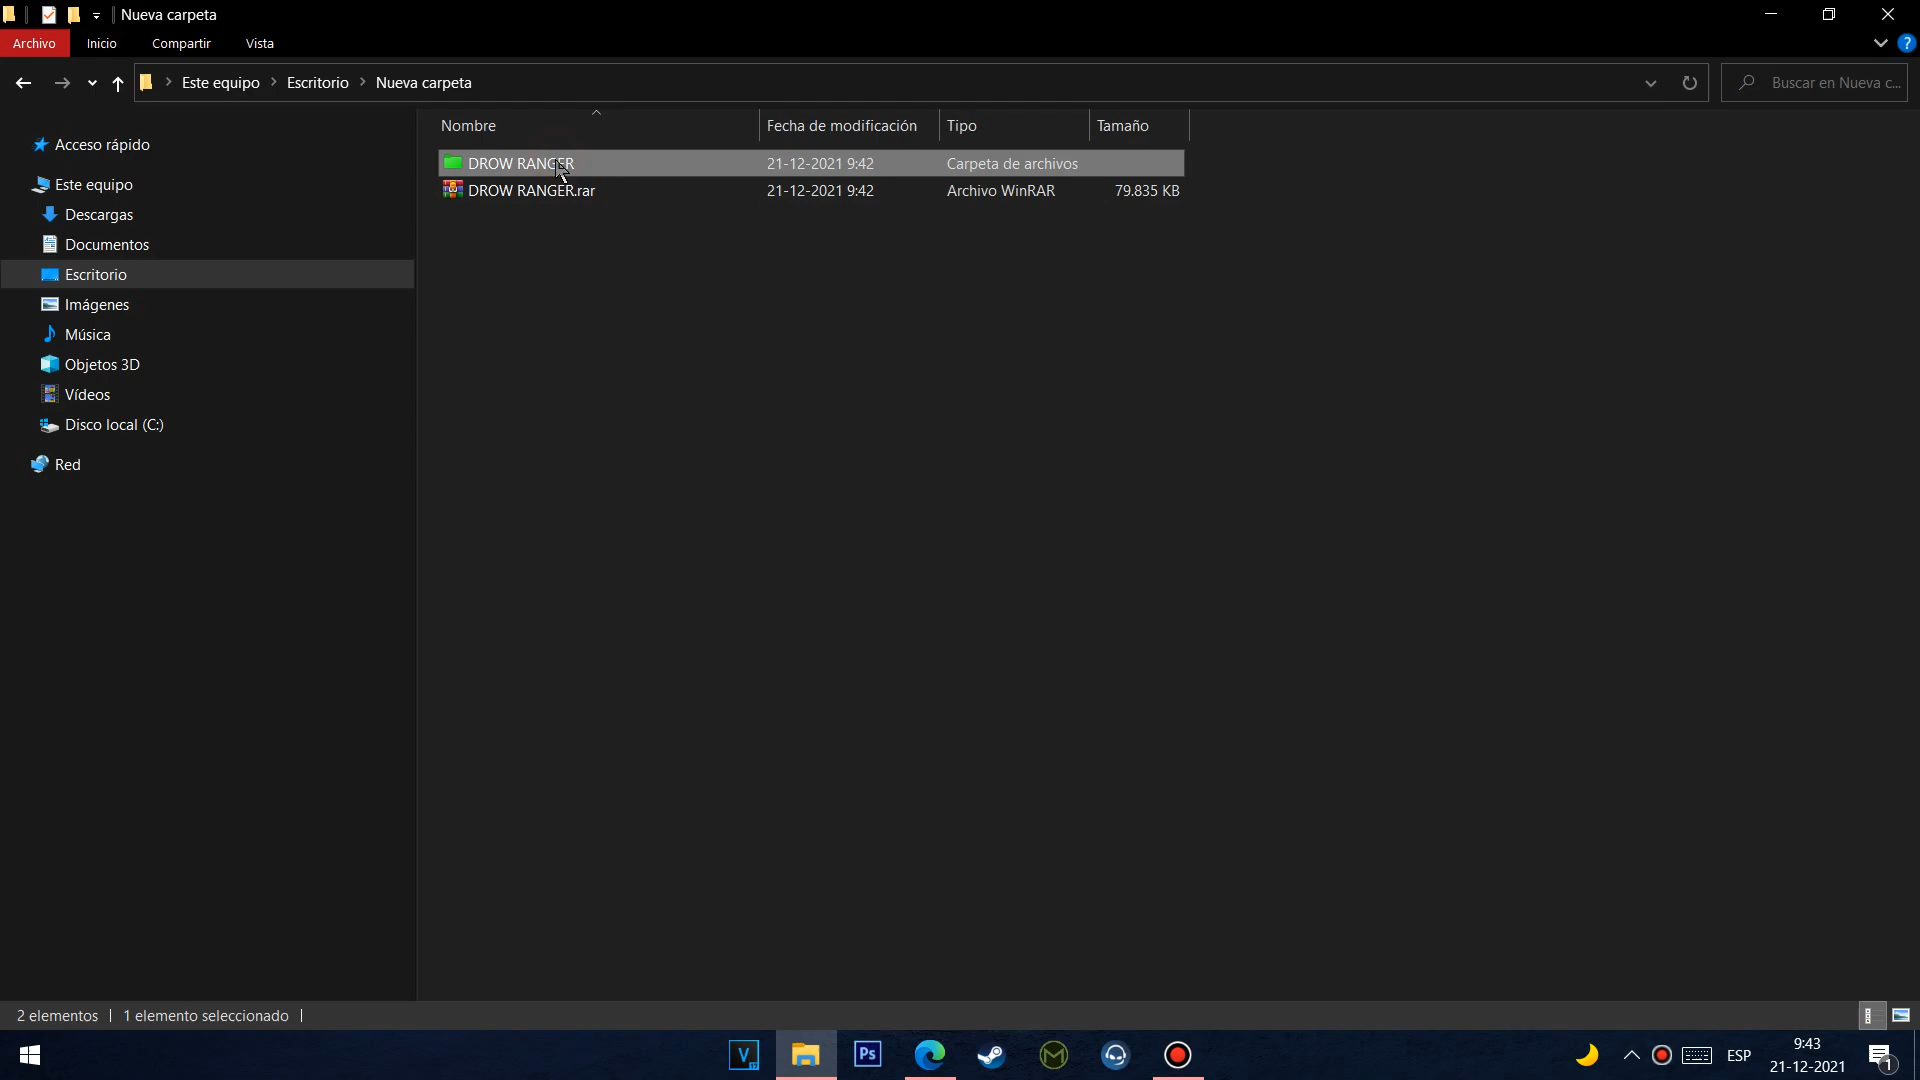 Nueva carpeta
Archivo Inicio Compartir Vista ?
Este equipo Escritorio Nueva carpeta Buscar en Nueva c...
Nombre Fecha de modificación Tipo Tamaño
Acceso rápido
Este equipo
Descargas
Documentos
Escritorio
Imágenes
Música
Objetos 3D
Vídeos
Disco local (C:)
Red
DROW RANGER 21-12-2021 9:42 Carpeta de archivos
DROW RANGER.rar 21-12-2021 9:42 Archivo WinRAR 79.835 KB
2 elementos 1 elemento seleccionado
V Ps M ESP 9:43
21-12-2021 1